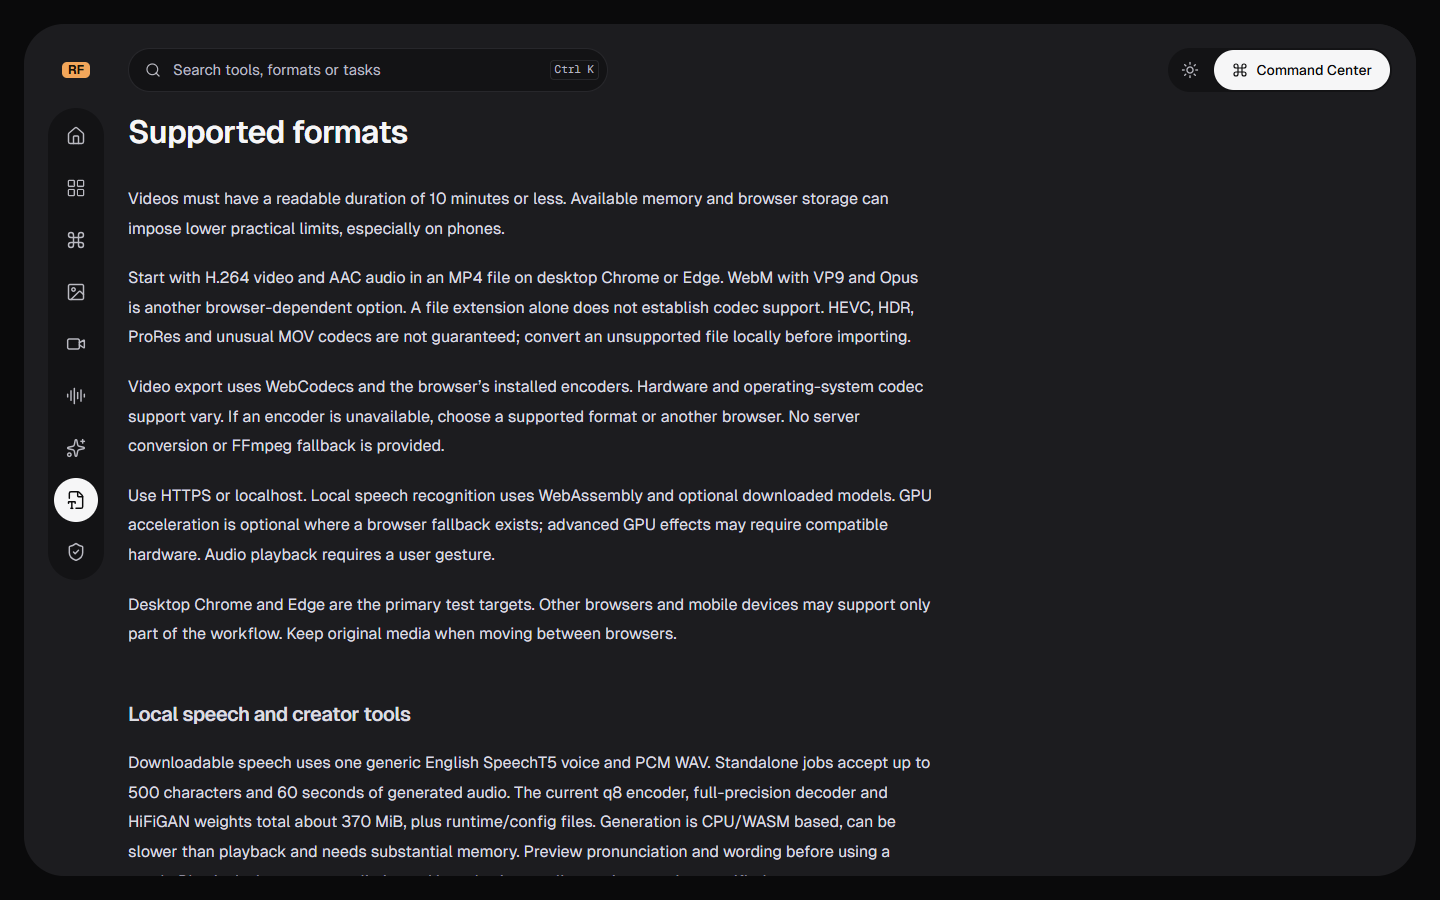 RF
Search tools, formats or tasks
Ctrl K
Command Center
Supported formats
Videos must have a readable duration of 10 minutes or less. Available memory and browser storage can
impose lower practical limits, especially on phones.
Start with H.264 video and AAC audio in an MP4 file on desktop Chrome or Edge. WebM with VP9 and Opus
is another browser-dependent option. A file extension alone does not establish codec support. HEVC, HDR,
ProRes and unusual MOV codecs are not guaranteed; convert an unsupported file locally before importing.
Video export uses WebCodecs and the browser’s installed encoders. Hardware and operating-system codec
support vary. If an encoder is unavailable, choose a supported format or another browser. No server
conversion or FFmpeg fallback is provided.
Use HTTPS or localhost. Local speech recognition uses WebAssembly and optional downloaded models. GPU
acceleration is optional where a browser fallback exists; advanced GPU effects may require compatible
hardware. Audio playback requires a user gesture.
Desktop Chrome and Edge are the primary test targets. Other browsers and mobile devices may support only
part of the workflow. Keep original media when moving between browsers.
Local speech and creator tools
Downloadable speech uses one generic English SpeechT5 voice and PCM WAV. Standalone jobs accept up to
500 characters and 60 seconds of generated audio. The current q8 encoder, full-precision decoder and
HiFiGAN weights total about 370 MiB, plus runtime/config files. Generation is CPU/WASM based, can be
slower than playback and needs substantial memory. Preview pronunciation and wording before using a